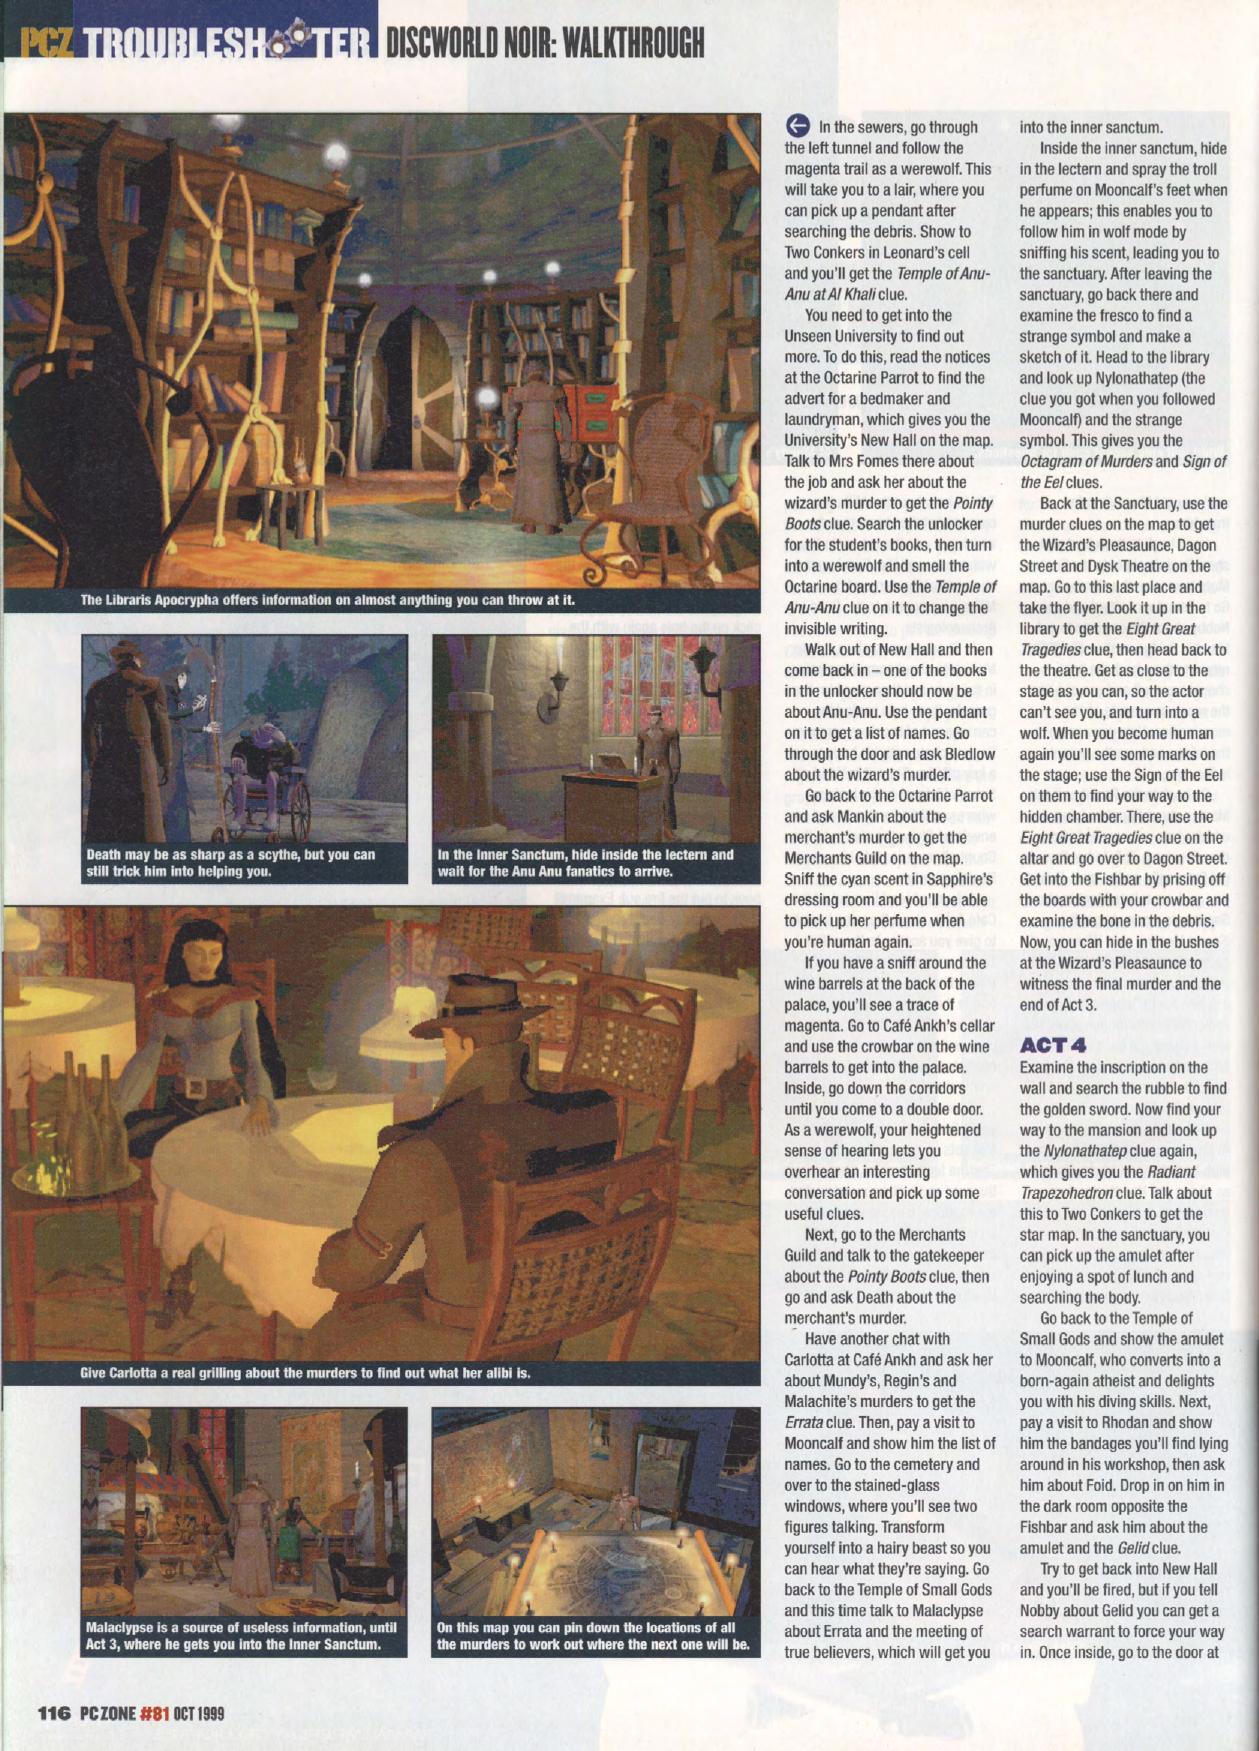 PCZ TROUBLESHOOTER DISCWORLD NOIR: WALKTHROUGH
The Libraris Apocrypha offers information on almost anything you can throw at it.
Death may be as sharp as a scythe, but you can
still trick him into helping you.
In the Inner Sanctum, hide inside the lectern and
wait for the Anu Anu fanatics to arrive.
Give Carlotta a real grilling about the murders to find out what her alibi is.
Malaclypse is a source of useless information, until
Act 3, where he gets you into the Inner Sanctum.
On this map you can pin down the locations of all
the murders to work out where the next one will be.
In the sewers, go through
the left tunnel and follow the
magenta trail as a werewolf. This
will take you to a lair, where you
can pick up a pendant after
searching the debris. Show to
Two Conkers in Leonard's cell
and you'll get the Temple of Anu-
Anu at Al Khali clue.
You need to get into the
Unseen University to find out
more. To do this, read the notices
at the Octarine Parrot to find the
advert for a bedmaker and
laundryman, which gives you the
University's New Hall on the map.
Talk to Mrs Fomes there about
the job and ask her about the
wizard's murder to get the Pointy
Boots clue. Search the unlocker
for the student's books, then turn
into a werewolf and smell the
Octarine board. Use the Temple of
Anu-Anu clue on it to change the
invisible writing.
Walk out of New Hall and then
come back in – one of the books
in the unlocker should now be
about Anu-Anu. Use the pendant
on it to get a list of names. Go
through the door and ask Bledlow
about the wizard's murder.
Go back to the Octarine Parrot
and ask Mankin about the
merchant's murder to get the
Merchants Guild on the map.
Sniff the cyan scent in Sapphire's
dressing room and you'll be able
to pick up her perfume when
you're human again.
If you have a sniff around the
wine barrels at the back of the
palace, you'll see a trace of
magenta. Go to Café Ankh's cellar
and use the crowbar on the wine
barrels to get into the palace.
Inside, go down the corridors
until you come to a double door.
As a werewolf, your heightened
sense of hearing lets you
overhear an interesting
conversation and pick up some
useful clues.
Next, go to the Merchants
Guild and talk to the gatekeeper
about the Pointy Boots clue, then
go and ask Death about the
merchant's murder.
Have another chat with
Carlotta at Café Ankh and ask her
about Mundy's, Regin's and
Malachite's murders to get the
Errata clue. Then, pay a visit to
Mooncalf and show him the list of
names. Go to the cemetery and
over to the stained-glass
windows, where you'll see two
figures talking. Transform
yourself into a hairy beast so you
can hear what they're saying. Go
back to the Temple of Small Gods
and this time talk to Malaclypse
about Errata and the meeting of
true believers, which will get you
into the inner sanctum.
Inside the inner sanctum, hide
in the lectern and spray the troll
perfume on Mooncalf's feet when
he appears; this enables you to
follow him in wolf mode by
sniffing his scent, leading you to
the sanctuary. After leaving the
sanctuary, go back there and
examine the fresco to find a
strange symbol and make a
sketch of it. Head to the library
and look up Nylonathatep (the
clue you got when you followed
Mooncalf) and the strange
symbol. This gives you the
Octagram of Murders and Sign of
the Eel clues.
Back at the Sanctuary, use the
murder clues on the map to get
the Wizard's Pleasaunce, Dagon
Street and Dysk Theatre on the
map. Go to this last place and
take the flyer. Look it up in the
library to get the Eight Great
Tragedies clue, then head back to
the theatre. Get as close to the
stage as you can, so the actor
can't see you, and turn into a
wolf. When you become human
again you'll see some marks on
the stage; use the Sign of the Eel
on them to find your way to the
hidden chamber. There, use the
Eight Great Tragedies clue on the
altar and go over to Dagon Street.
Get into the Fishbar by prising off
the boards with your crowbar and
examine the bone in the debris.
Now, you can hide in the bushes
at the Wizard's Pleasaunce to
witness the final murder and the
end of Act 3.
ACT 4
Examine the inscription on the
wall and search the rubble to find
the golden sword. Now find your
way to the mansion and look up
the Nylonathatep clue again,
which gives you the Radiant
Trapezohedron clue. Talk about
this to Two Conkers to get the
star map. In the sanctuary, you
can pick up the amulet after
enjoying a spot of lunch and
searching the body.
Go back to the Temple of
Small Gods and show the amulet
to Mooncalf, who converts into a
born-again atheist and delights
you with his diving skills. Next,
pay a visit to Rhodan and show
him the bandages you'll find lying
around in his workshop, then ask
him about Foid. Drop in on him in
the dark room opposite the
Fishbar and ask him about the
amulet and the Gelid clue.
Try to get back into New Hall
and you'll be fired, but if you tell
Nobby about Gelid you can get a
search warrant to force your way
in. Once inside, go to the door at
116 PCZONE #81 OCT 1999